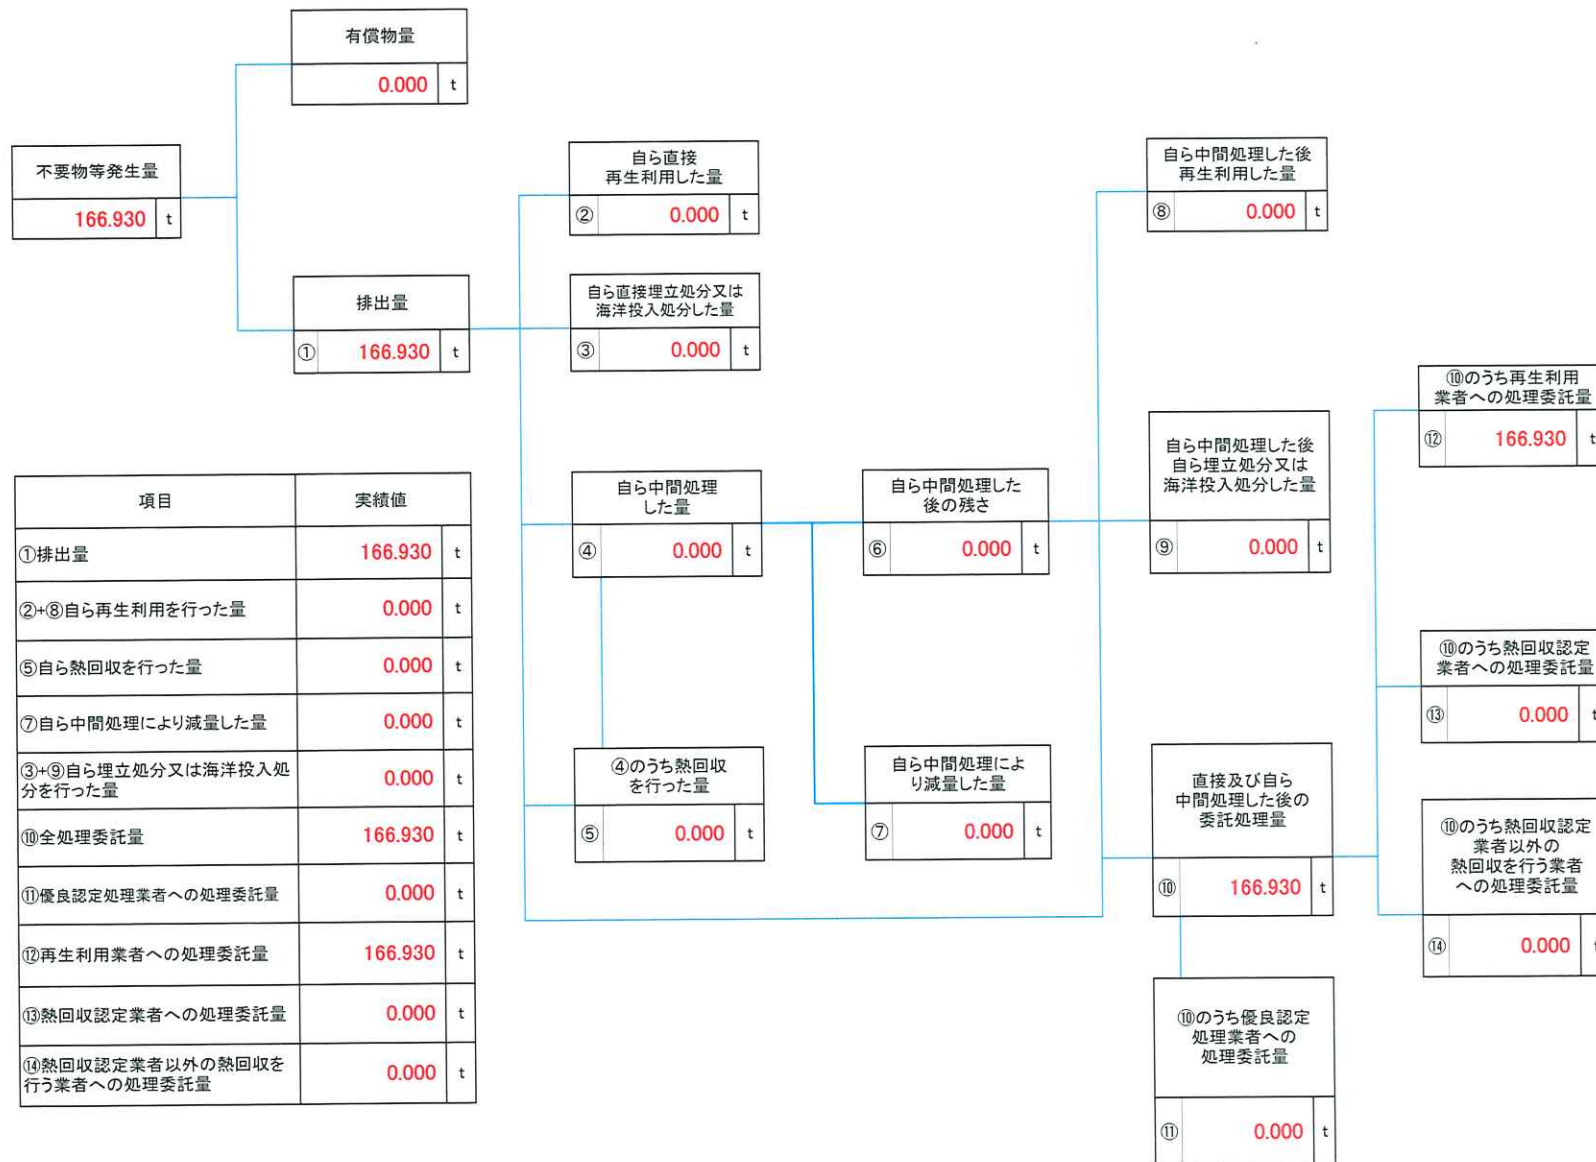 有償物量
0.000 t
不要物等発生量
166.930 t
排出量
① 166.930 t
自ら直接
再生利用した量
② 0.000 t
自ら直接埋立処分又は
海洋投入処分した量
③ 0.000 t
自ら中間処理
した量
④ 0.000 t
④のうち熱回収
を行った量
⑤ 0.000 t
自ら中間処理した
後の残さ
⑥ 0.000 t
自ら中間処理によ
り減量した量
⑦ 0.000 t
自ら中間処理した後
再生利用した量
⑧ 0.000 t
自ら中間処理した後
自ら埋立処分又は
海洋投入処分した量
⑨ 0.000 t
直接及び自ら
中間処理した後の
委託処理量
⑩ 166.930 t
⑩のうち優良認定
処理業者への
処理委託量
⑪ 0.000 t
⑩のうち再生利用
業者への処理委託量
⑫ 166.930 t
⑩のうち熱回収認定
業者への処理委託量
⑬ 0.000 t
⑩のうち熱回収認定
業者以外の
熱回収を行う業者
への処理委託量
⑭ 0.000 t
項目 実績値
①排出量 166.930 t
②+⑧自ら再生利用を行った量 0.000 t
⑤自ら熱回収を行った量 0.000 t
⑦自ら中間処理により減量した量 0.000 t
③+⑨自ら埋立処分又は海洋投入処
分を行った量 0.000 t
⑩全処理委託量 166.930 t
⑪優良認定処理業者への処理委託量 0.000 t
⑫再生利用業者への処理委託量 166.930 t
⑬熱回収認定業者への処理委託量 0.000 t
⑭熱回収認定業者以外の熱回収を
行う業者への処理委託量 0.000 t